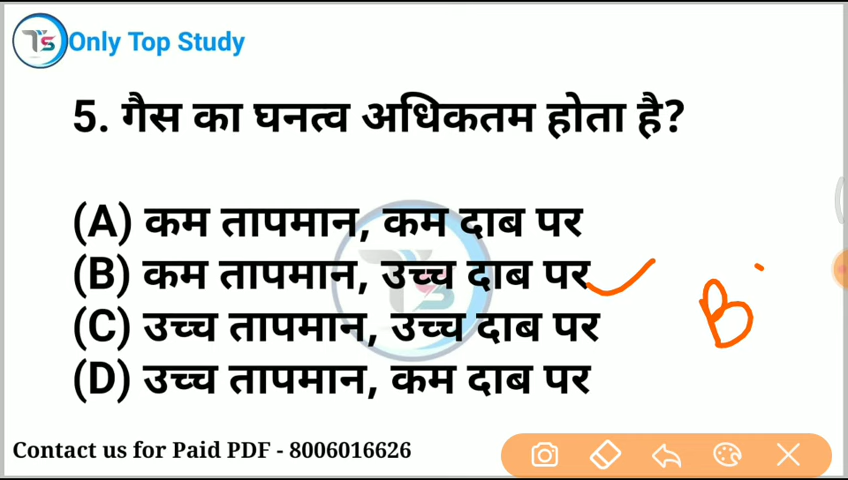 TS Only Top Study
5. गैस का घनत्व अधिकतम होता है?
(A) कम तापमान, कम दाब पर
(B) कम तापमान, उच्च दाब पर
B
(C) उच्च तापमान, उच्च दाब पर
(D) उच्च तापमान, कम दाब पर
Contact us for Paid PDF - 8006016626